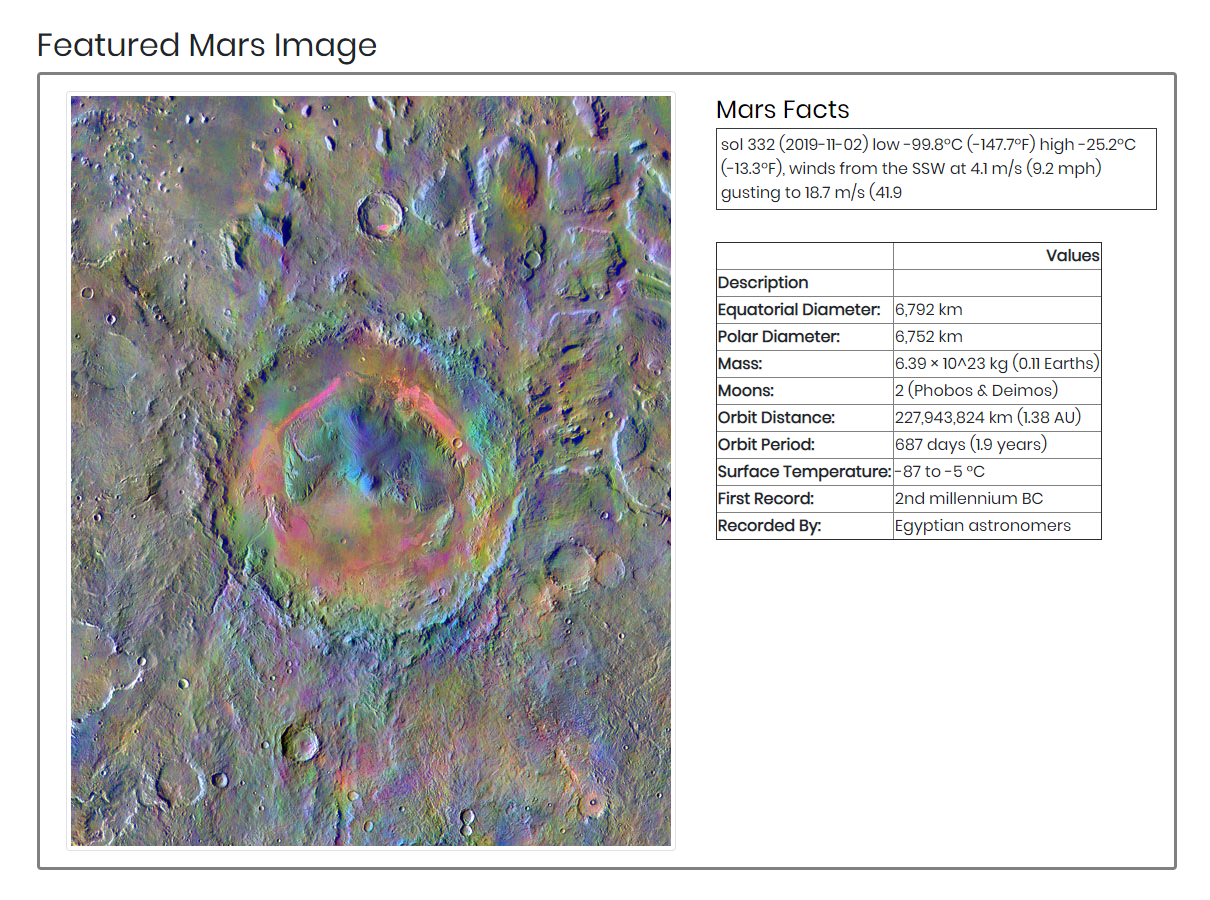 Featured Mars Image
Mars Facts
sol 332 (2019-11-02) low -99.8ºC (-147.7ºF) high -25.2ºC
(-13.3ºF), winds from the SSW at 4.1 m/s (9.2 mph)
gusting to 18.7 m/s (41.9
Values
Description
Equatorial Diameter: 6,792 km
Polar Diameter: 6,752 km
Mass: 6.39 × 10^23 kg (0.11 Earths)
Moons: 2 (Phobos & Deimos)
Orbit Distance: 227,943,824 km (1.38 AU)
Orbit Period: 687 days (1.9 years)
Surface Temperature: -87 to -5 °C
First Record: 2nd millennium BC
Recorded By: Egyptian astronomers